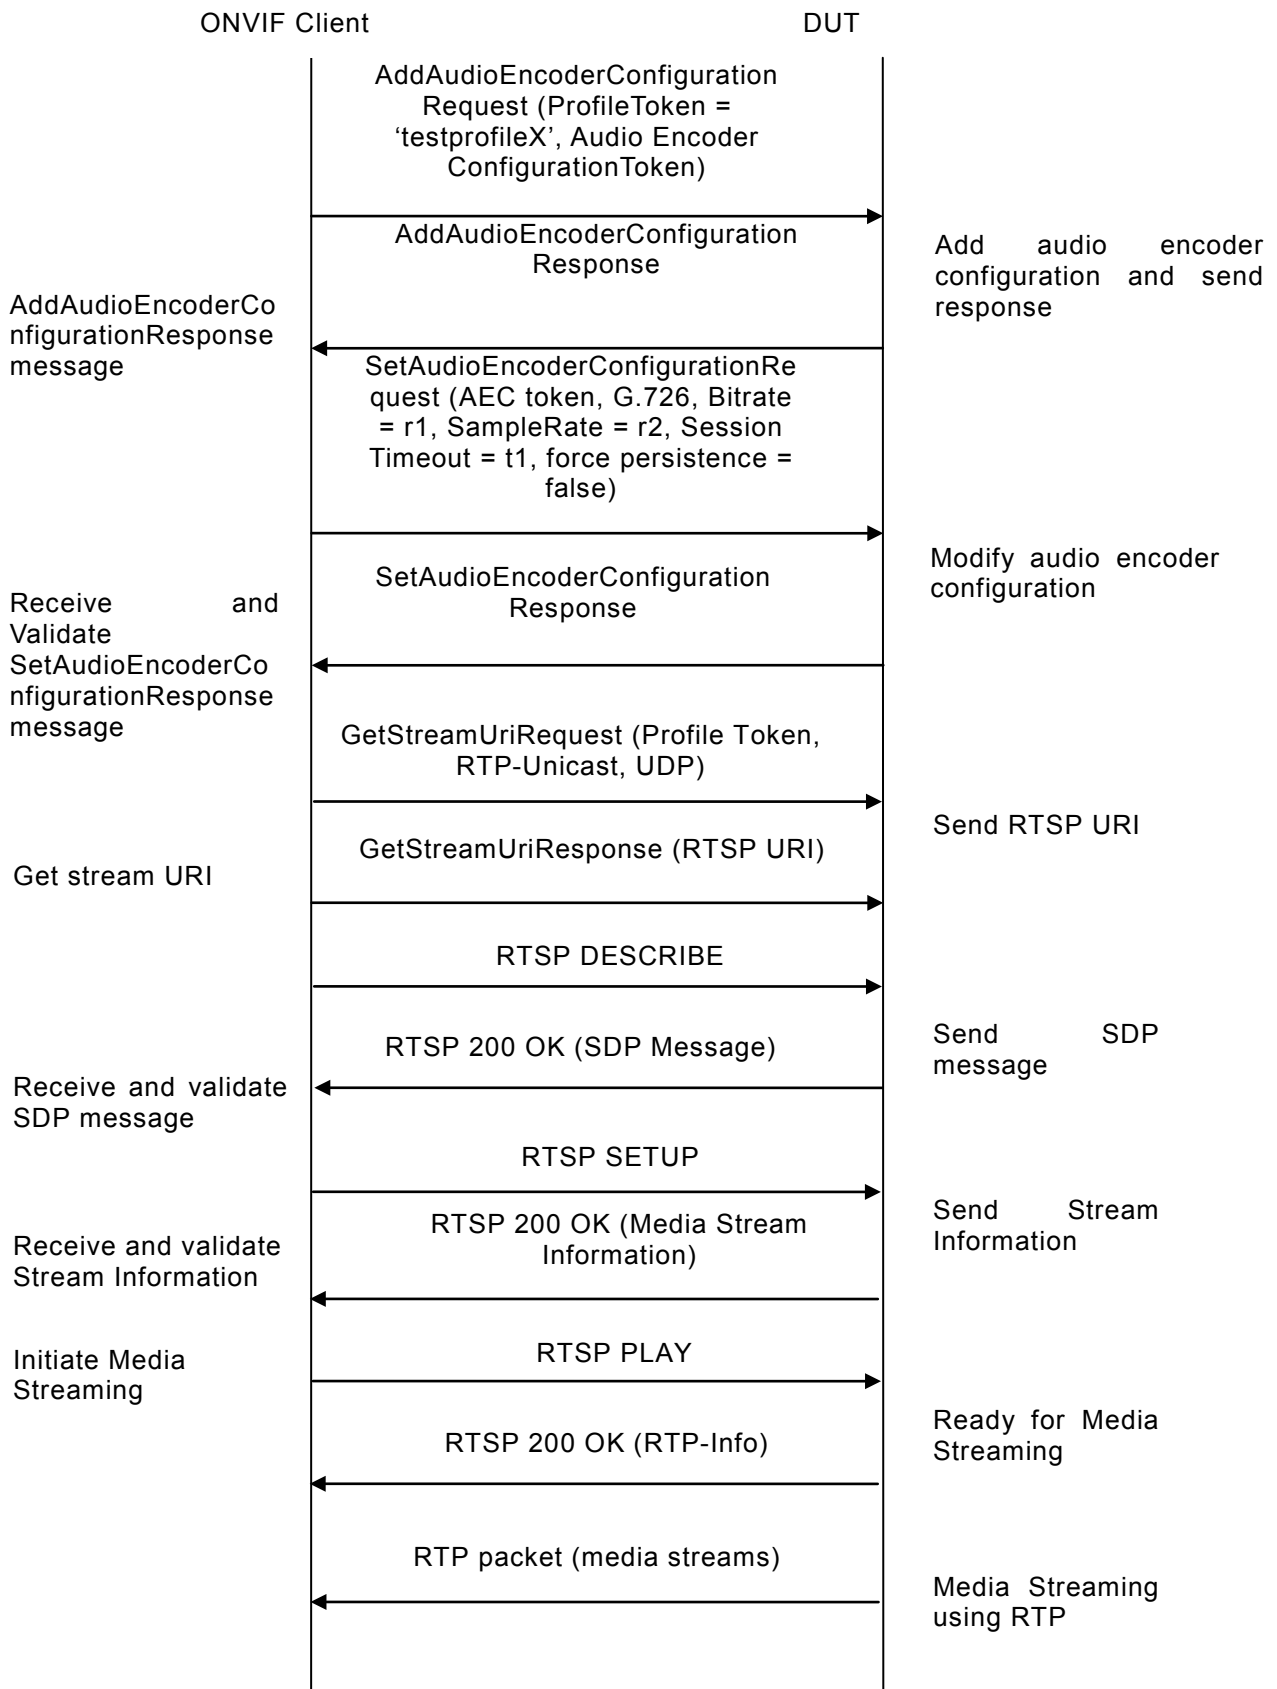 ONVIF Client
DUT
AddAudioEncoderConfiguration
Request (ProfileToken =
‘testprofileX’, Audio Encoder
ConfigurationToken)
AddAudioEncoderConfiguration
Response
Add audio encoder
configuration and send
response
AddAudioEncoderCo
nfigurationResponse
message
SetAudioEncoderConfigurationRe
quest (AEC token, G.726, Bitrate
= r1, SampleRate = r2, Session
Timeout = t1, force persistence =
false)
Modify audio encoder
configuration
SetAudioEncoderConfiguration
Response
Receive and
Validate
SetAudioEncoderCo
nfigurationResponse
message
GetStreamUriRequest (Profile Token,
RTP-Unicast, UDP)
Send RTSP URI
GetStreamUriResponse (RTSP URI)
Get stream URI
RTSP DESCRIBE
Send SDP
message
RTSP 200 OK (SDP Message)
Receive and validate
SDP message
RTSP SETUP
Send Stream
Information
RTSP 200 OK (Media Stream
Information)
Receive and validate
Stream Information
RTSP PLAY
Initiate Media
Streaming
Ready for Media
Streaming
RTSP 200 OK (RTP-Info)
RTP packet (media streams)
Media Streaming
using RTP